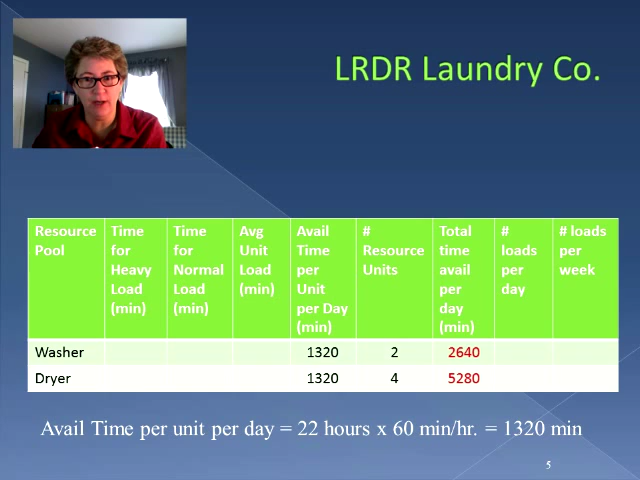 LRDR Laundry Co.
Resource Pool Time for Heavy Load (min) Time for Normal Load (min) Avg Unit Load (min) Avail Time per Unit per Day (min) # Resource Units Total time avail per day (min) # loads per day # loads per week
Washer 1320 2 2640
Dryer 1320 4 5280
Avail Time per unit per day = 22 hours x 60 min/hr. = 1320 min
5